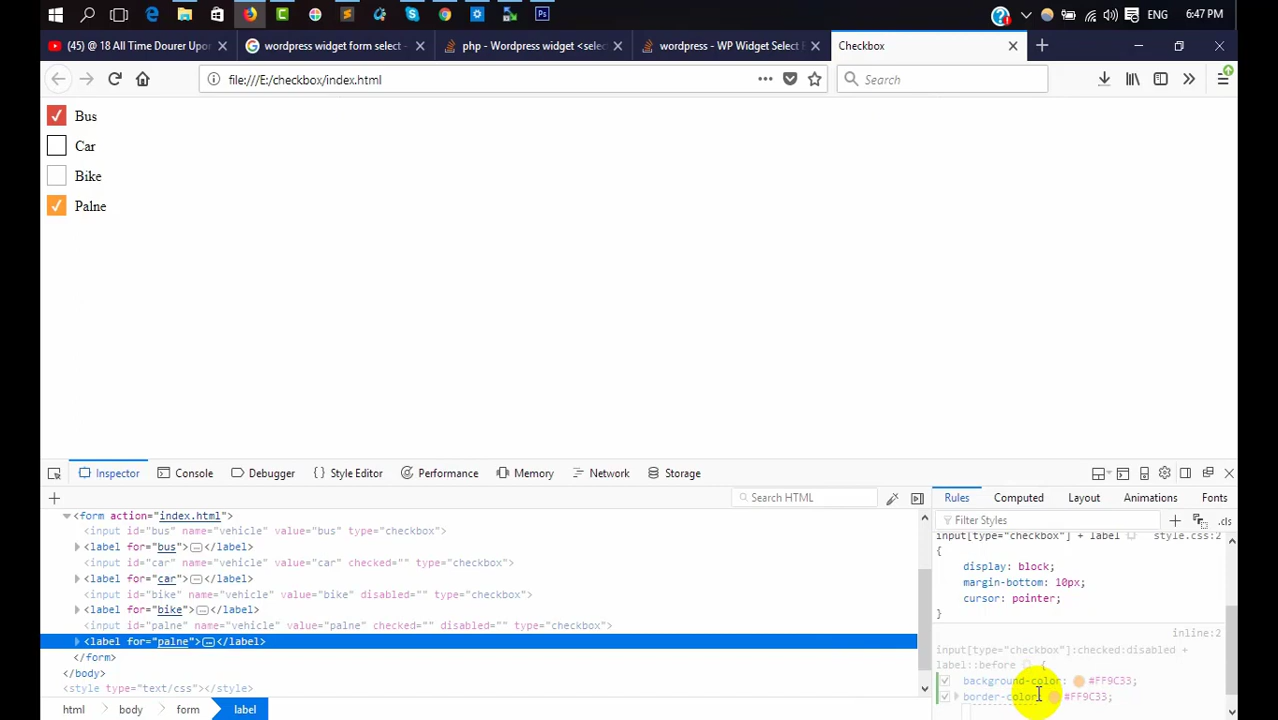 ENG 6:47 PM
(45) @ 18 All Time Dourer Upor
wordpress widget form select -
php - Wordpress widget <selec
wordpress - WP Widget Select
Checkbox
file:///E:/checkbox/index.html
Search
Bus
Car
Bike
Palne
Inspector
Console
Debugger
{ } Style Editor
Performance
Memory
Network
Storage
Search HTML
Rules
Computed
Layout
Animations
Fonts
Filter Styles
.cls
<form action="index.html">
<input id="bus" name="vehicle" value="bus" type="checkbox">
<label for="bus"></label>
<input id="car" name="vehicle" value="car" checked="" type="checkbox">
<label for="car"></label>
<input id="bike" name="vehicle" value="bike" disabled="" type="checkbox">
<label for="bike"></label>
<input id="palne" name="vehicle" value="palne" checked="" disabled="" type="checkbox">
<label for="palne"></label>
</form>
</body>
<style type="text/css"></style>
html
body
form
label
input[type="checkbox"] + label style.css:2
{
display: block;
margin-bottom: 10px;
cursor: pointer;
}
inline:2
input[type="checkbox"]:checked:disabled +
label::before {
background-color: #FF9C33;
border-color: #FF9C33;